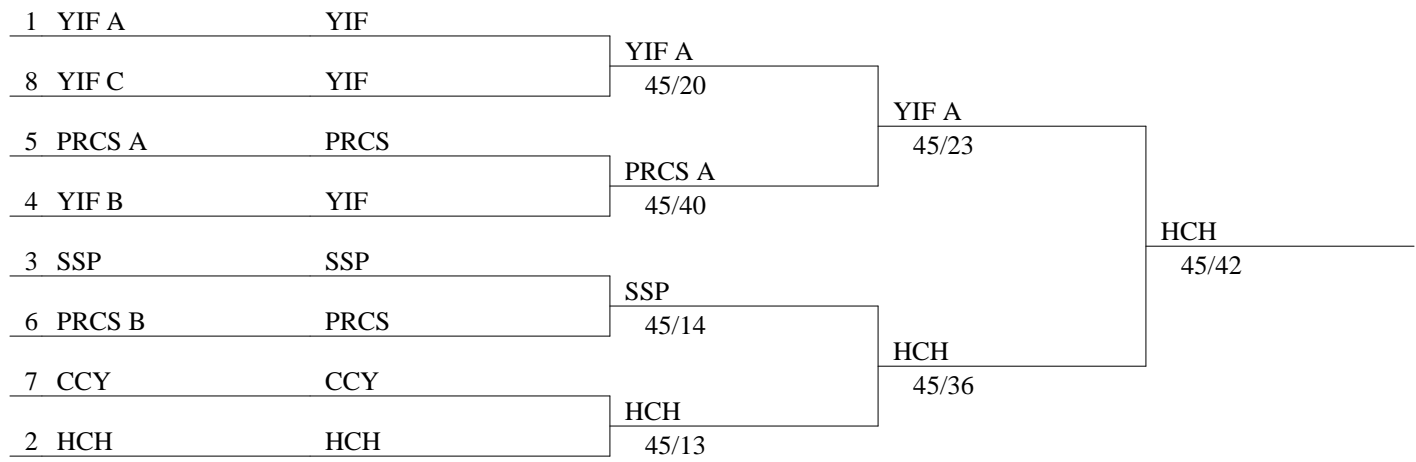 1 YIF A YIF
YIF A
8 YIF C YIF
45/20
YIF A
5 PRCS A PRCS
45/23
PRCS A
4 YIF B YIF
45/40
HCH
3 SSP SSP
45/42
SSP
6 PRCS B PRCS
45/14
HCH
7 CCY CCY
45/36
HCH
2 HCH HCH
45/13